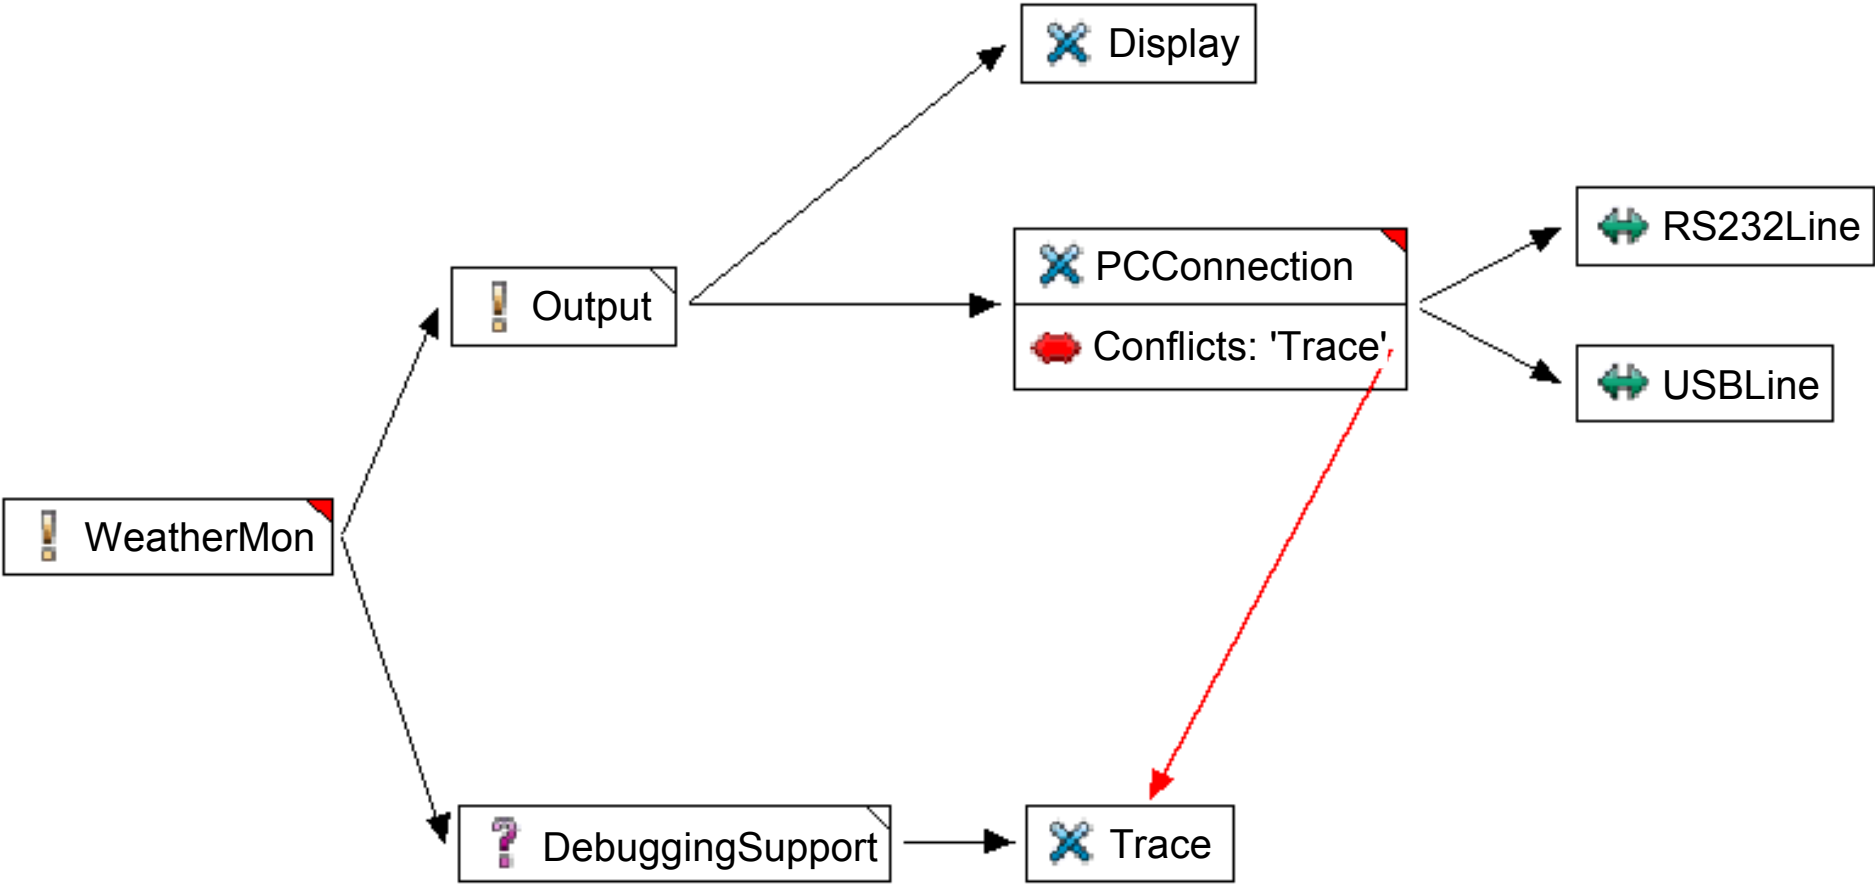 Display
RS232Line
PCConnection
Output
Conflicts: 'Trace'
USBLine
WeatherMon
DebuggingSupport
Trace